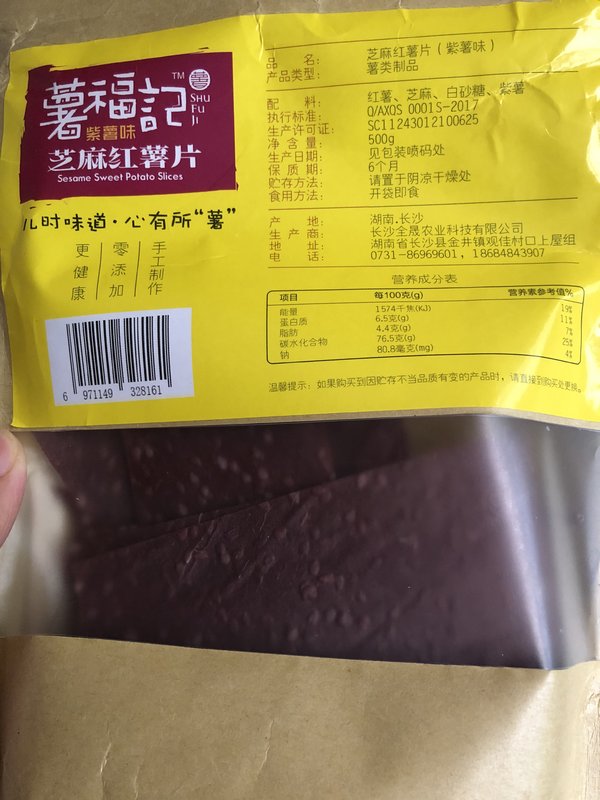 薯福記
TM
SHU
FU
JI
紫薯味
芝麻红薯片
Sesame Sweet Potato Slices
儿时味道·心有所“薯”
手工制作
零添加
更健康
6 971149 328161
品 名: 芝麻红薯片(紫薯味)
产品类型: 薯类制品
配 料: 红薯、芝麻、白砂糖、紫薯
执行标准: Q/AXQS 0001S-2017
生产许可证: SC11243012100625
净含量: 500g
生产日期: 见包装喷码处
保质期: 6个月
贮存方法: 请置于阴凉干燥处
食用方法: 开袋即食
产 地: 湖南.长沙
生产商: 长沙全晟农业科技有限公司
地 址: 湖南省长沙县金井镇观佳村口上屋组
电 话: 0731-86969601, 18684843907
营养成分表
项目 每100克(g) 营养素参考值%
能量 1574千焦(KJ) 19%
蛋白质 6.5克(g) 11%
脂肪 4.4克(g) 7%
碳水化合物 76.5克(g) 25%
钠 80.8毫克(mg) 4%
温馨提示: 如果购买到因贮存不当品质有变的产品时, 请直接到购买处更换。